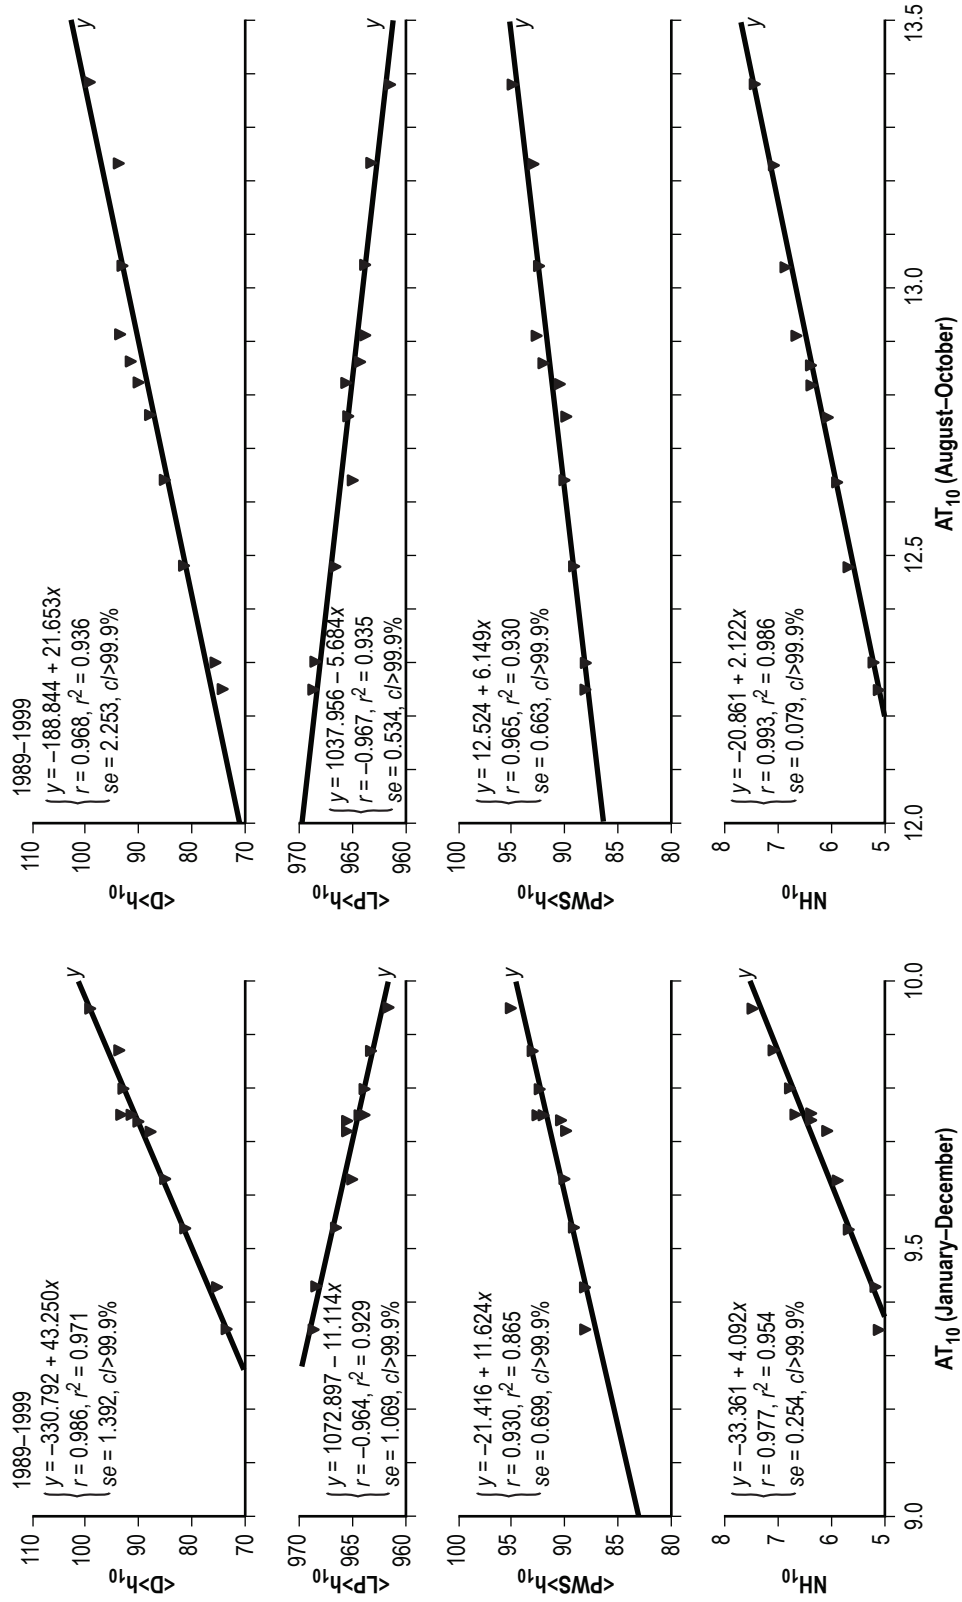 1989–1999
y = –330.792 + 43.250x
r = 0.986, r² = 0.971
se = 1.392, cl>99.9%
110
100
90
80
70
<D>h₁₀
y
y = 1072.897 – 11.114x
r = –0.964, r² = 0.929
se = 1.069, cl>99.9%
970
965
960
<LP>h₁₀
y
y = –21.416 + 11.624x
r = 0.930, r² = 0.865
se = 0.699, cl>99.9%
100
95
90
85
80
<PWS>h₁₀
y
y = –33.361 + 4.092x
r = 0.977, r² = 0.954
se = 0.254, cl>99.9%
8
7
6
5
NH₁₀
y
9.0 9.5 10.0
AT₁₀ (January–December)
1989–1999
y = –188.844 + 21.653x
r = 0.968, r² = 0.936
se = 2.253, cl>99.9%
110
100
90
80
70
<D>h₁₀
y
y = 1037.956 – 5.684x
r = –0.967, r² = 0.935
se = 0.534, cl>99.9%
970
965
960
<LP>h₁₀
y
y = 12.524 + 6.149x
r = 0.965, r² = 0.930
se = 0.663, cl>99.9%
100
95
90
85
80
<PWS>h₁₀
y
y = –20.861 + 2.122x
r = 0.993, r² = 0.986
se = 0.079, cl>99.9%
8
7
6
5
NH₁₀
y
12.0 12.5 13.0 13.5
AT₁₀ (August–October)